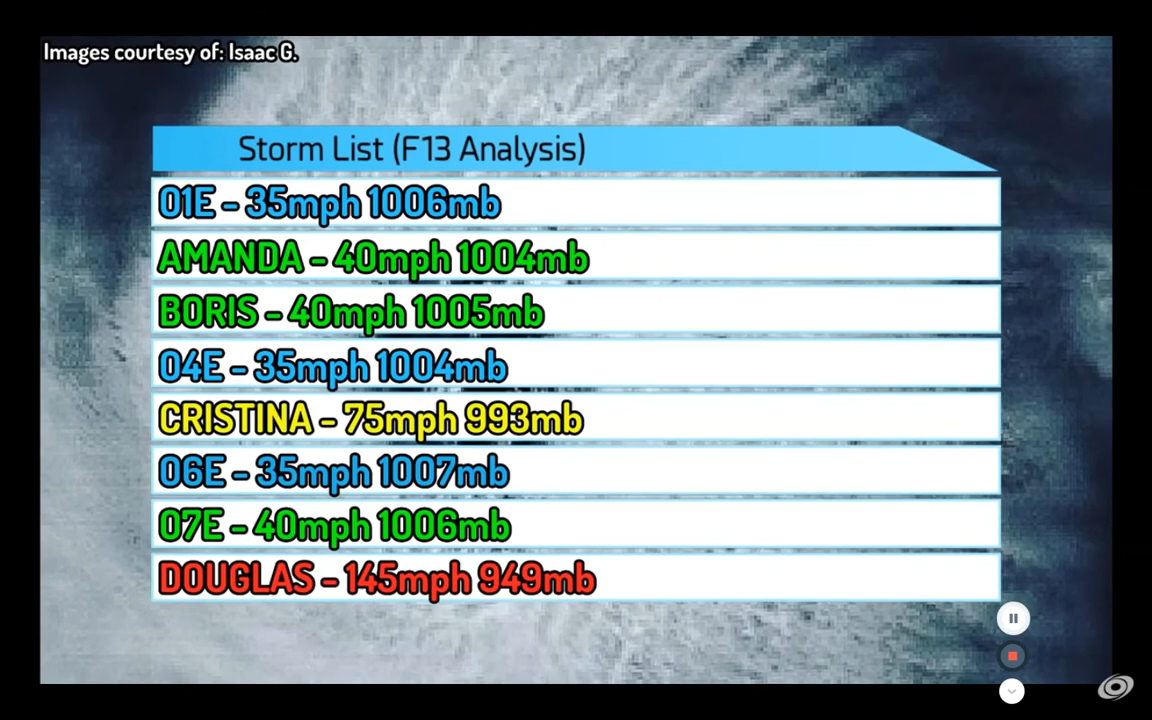 Images courtesy of: Isaac G.
Storm List (F13 Analysis)
01E - 35mph 1006mb
AMANDA - 40mph 1004mb
BORIS - 40mph 1005mb
04E - 35mph 1004mb
CRISTINA - 75mph 993mb
06E - 35mph 1007mb
07E - 40mph 1006mb
DOUGLAS - 145mph 949mb